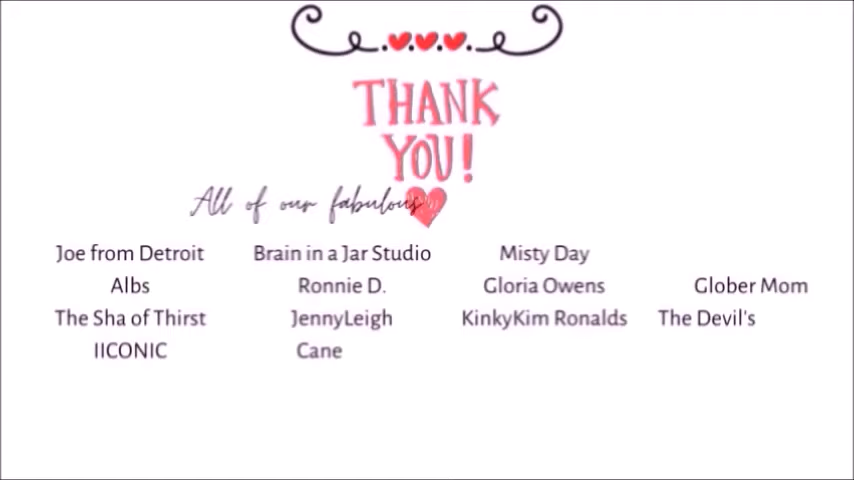 THANK
YOU!
All of our fabulous
Joe from Detroit Brain in a Jar Studio Misty Day
Albs Ronnie D. Gloria Owens Glober Mom
The Sha of Thirst JennyLeigh KinkyKim Ronalds The Devil's
IICONIC Cane